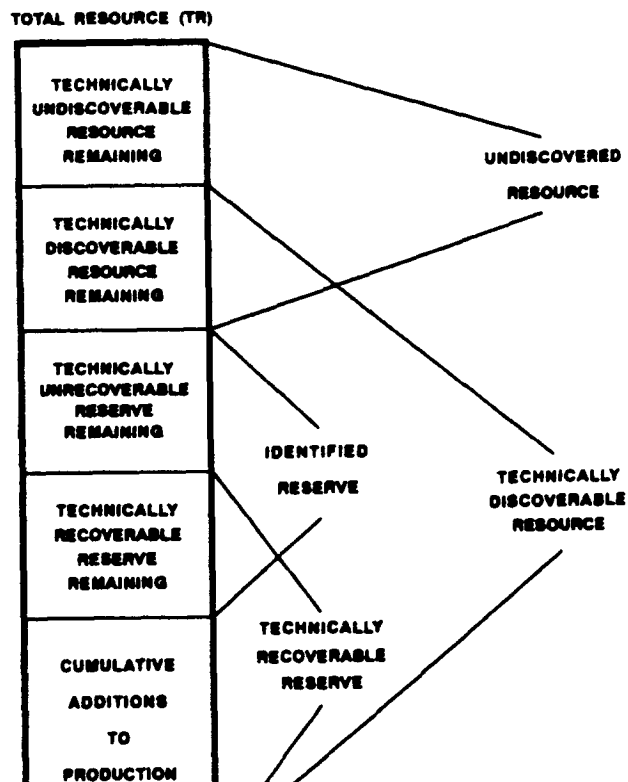 TOTAL RESOURCE (TR)
TECHNICALLY
UNDISCOVERABLE
RESOURCE
REMAINING
UNDISCOVERED
RESOURCE
TECHNICALLY
DISCOVERABLE
RESOURCE
REMAINING
TECHNICALLY
UNRECOVERABLE
RESERVE
REMAINING
IDENTIFIED
RESERVE
TECHNICALLY
DISCOVERABLE
RESOURCE
TECHNICALLY
RECOVERABLE
RESERVE
REMAINING
TECHNICALLY
RECOVERABLE
RESERVE
CUMULATIVE
ADDITIONS
TO
PRODUCTION